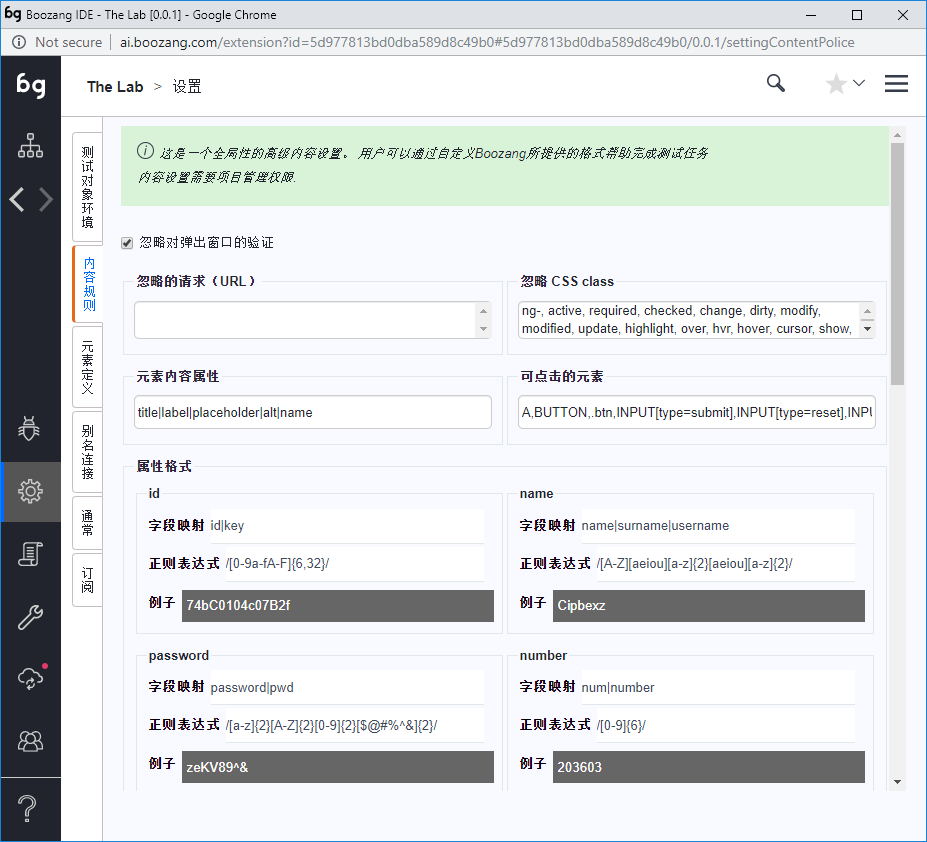 bg Boozang IDE - The Lab [0.0.1] - Google Chrome
Not secure | ai.boozang.com/extension?id=5d977813bd0dba589d8c49b0#5d977813bd0dba589d8c49b0/0.0.1/settingContentPolice
bg
The Lab > 设置
测试对象环境
内容规则
元素定义
别名连接
通常
订阅
这是一个全局性的高级内容设置。 用户可以通过自定义Boozang所提供的格式帮助完成测试任务
内容设置需要项目管理权限.
忽略对弹出窗口的验证
忽略的请求（URL）
忽略 CSS class
ng-, active, required, checked, change, dirty, modify,
modified, update, highlight, over, hvr, hover, cursor, show,
元素内容属性
title|label|placeholder|alt|name
可点击的元素
A,BUTTON,.btn,INPUT[type=submit],INPUT[type=reset],INPU
属性格式
id
字段映射 id|key
正则表达式 /[0-9a-fA-F]{6,32}/
例子 74bC0104c07B2f
name
字段映射 name|surname|username
正则表达式 /[A-Z][aeiou][a-z]{2}[aeiou][a-z]{2}/
例子 Cipbexz
password
字段映射 password|pwd
正则表达式 /[a-z]{2}[A-Z]{2}[0-9]{2}[$@#%^&]{2}/
例子 zeKV89^&
number
字段映射 num|number
正则表达式 /[0-9]{6}/
例子 203603